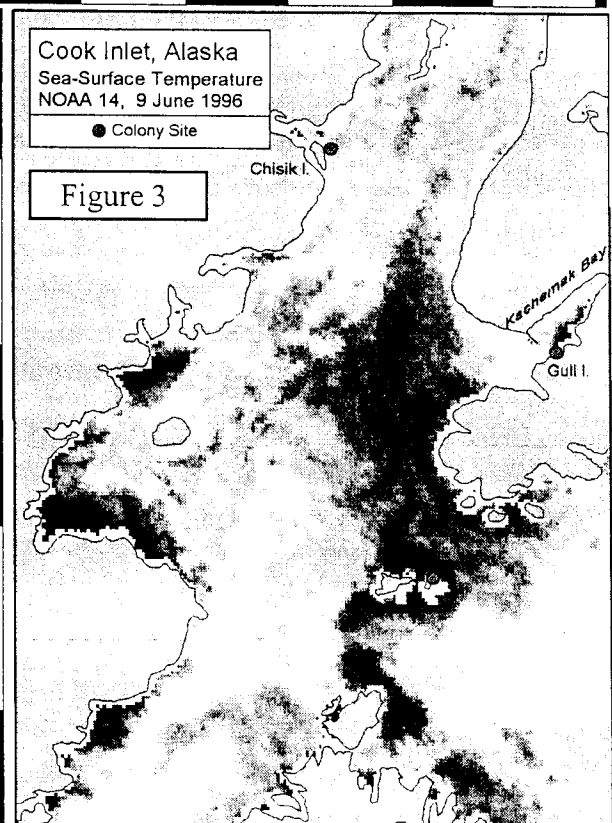 Cook Inlet, Alaska
Sea-Surface Temperature
NOAA 14, 9 June 1996
Colony Site
Figure 3
Chisik I.
Kachemak Bay
Gull I.